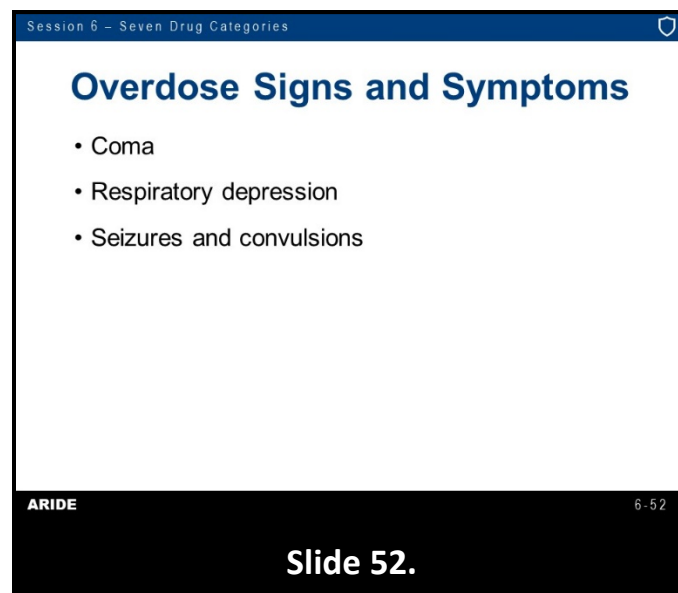 Session 6 – Seven Drug Categories
Overdose Signs and Symptoms
• Coma
• Respiratory depression
• Seizures and convulsions
ARIDE
6-52
Slide 52.